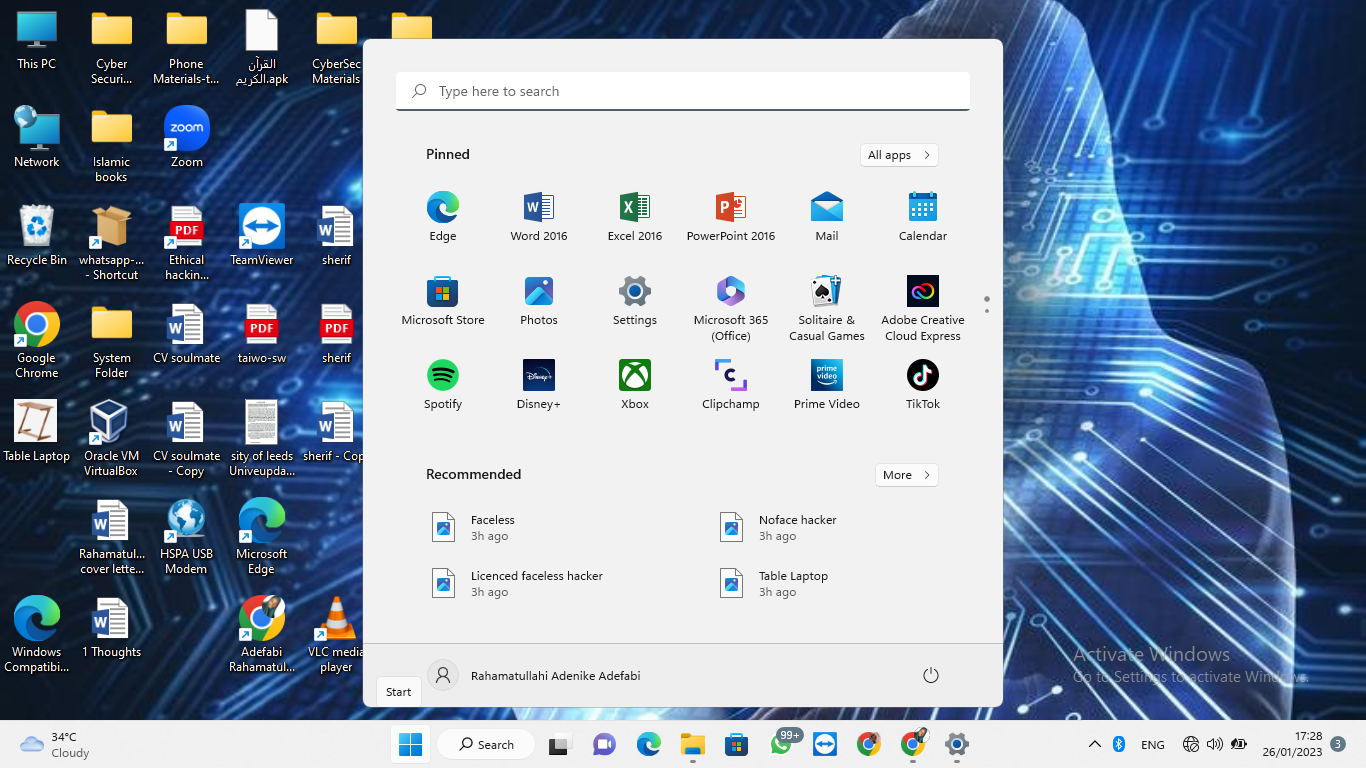 This PC
Cyber
Securi...
Phone
Materials-t...
القرآن
الكريم.apk
CyberSec
Materials
Network
Islamic
books
zoom
Zoom
Recycle Bin
whatsapp-...
- Shortcut
PDF
Ethical
hackin...
TeamViewer
sherif
Google
Chrome
System
Folder
CV soulmate
PDF
taiwo-sw
PDF
sherif
Table Laptop
Oracle VM
VirtualBox
CV soulmate
- Copy
sity of leeds
Univeupda...
sherif - Cop
Rahamatul...
cover lette...
HSPA USB
Modem
Microsoft
Edge
Windows
Compatibi...
1 Thoughts
Adefabi
Rahamatul...
VLC media
player
Type here to search
Pinned
All apps
Edge
Word 2016
Excel 2016
PowerPoint 2016
Mail
Calendar
Microsoft Store
Photos
Settings
Microsoft 365
(Office)
Solitaire &
Casual Games
Adobe Creative
Cloud Express
Spotify
Disney+
Disney+
Xbox
Clipchamp
prime
video
Prime Video
TikTok
Recommended
More
Faceless
3h ago
Noface hacker
3h ago
Licenced faceless hacker
3h ago
Table Laptop
3h ago
Rahamatullahi Adenike Adefabi
Start
Activate Windows
Go to Settings to activate Windows.
34°C
Cloudy
Search
99+
ENG
17:28
26/01/2023
3